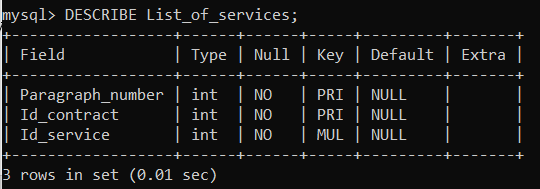 mysql> DESCRIBE List_of_services;
+------------------+------+------+-----+---------+-------+
| Field            | Type | Null | Key | Default | Extra |
+------------------+------+------+-----+---------+-------+
| Paragraph_number | int  | NO   | PRI | NULL    |       |
| Id_contract      | int  | NO   | PRI | NULL    |       |
| Id_service       | int  | NO   | MUL | NULL    |       |
+------------------+------+------+-----+---------+-------+
3 rows in set (0.01 sec)